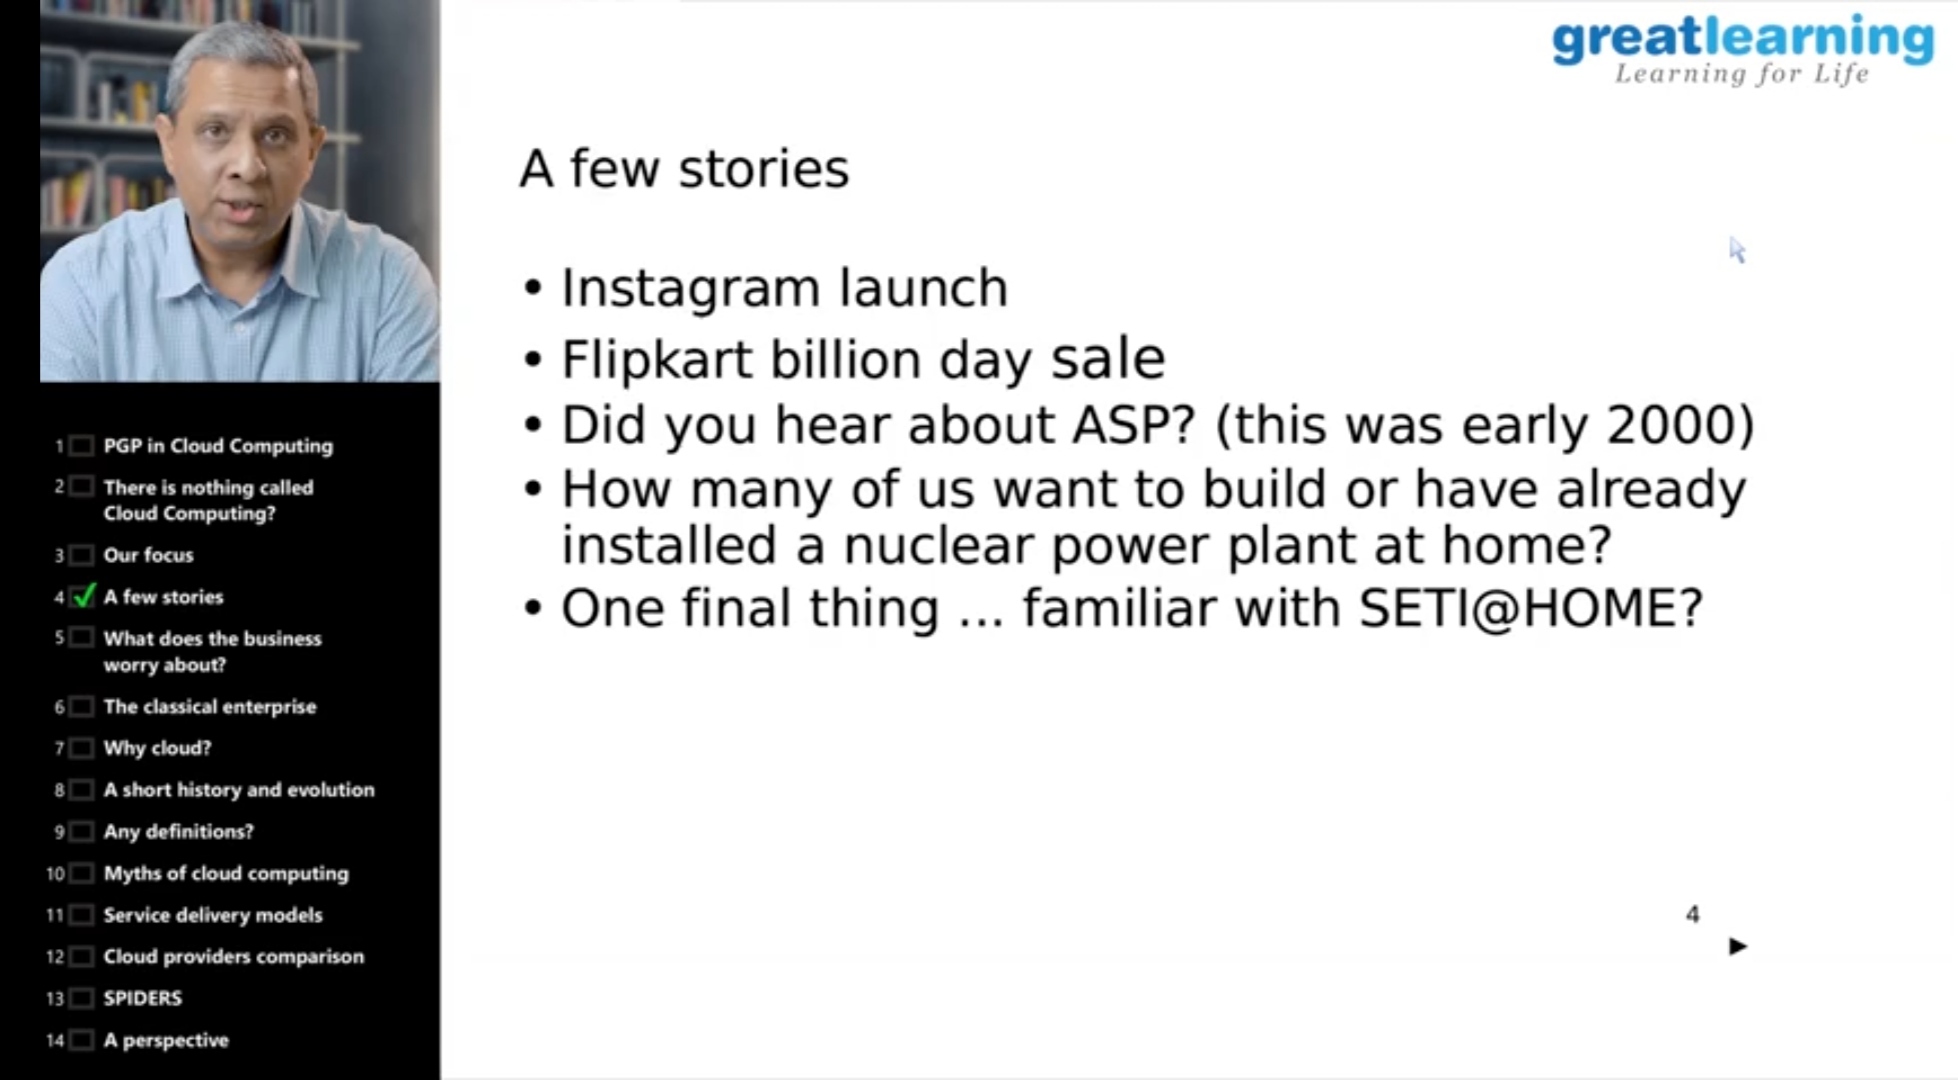 greatlearning
Learning for Life
A few stories
• Instagram launch
• Flipkart billion day sale
• Did you hear about ASP? (this was early 2000)
• How many of us want to build or have already
installed a nuclear power plant at home?
• One final thing ... familiar with SETI@HOME?
4
1 PGP in Cloud Computing
2 There is nothing called
Cloud Computing?
3 Our focus
4 A few stories
5 What does the business
worry about?
6 The classical enterprise
7 Why cloud?
8 A short history and evolution
9 Any definitions?
10 Myths of cloud computing
11 Service delivery models
12 Cloud providers comparison
13 SPIDERS
14 A perspective